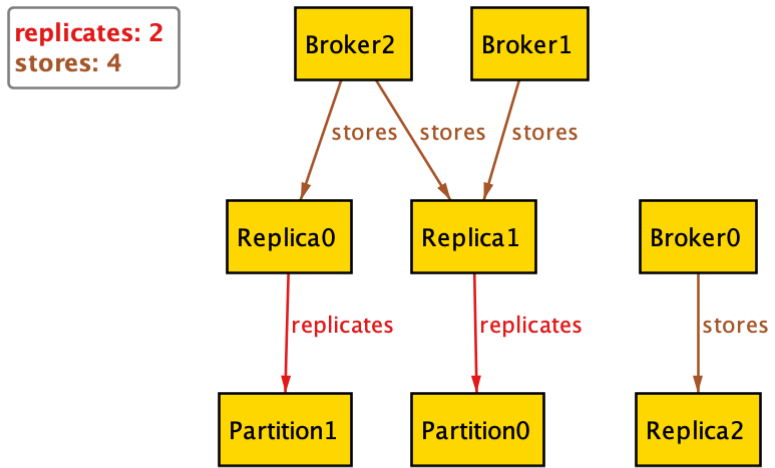 replicates: 2
stores: 4
Broker2
Broker1
stores
stores
stores
Replica0
Replica1
Broker0
replicates
replicates
stores
Partition1
Partition0
Replica2